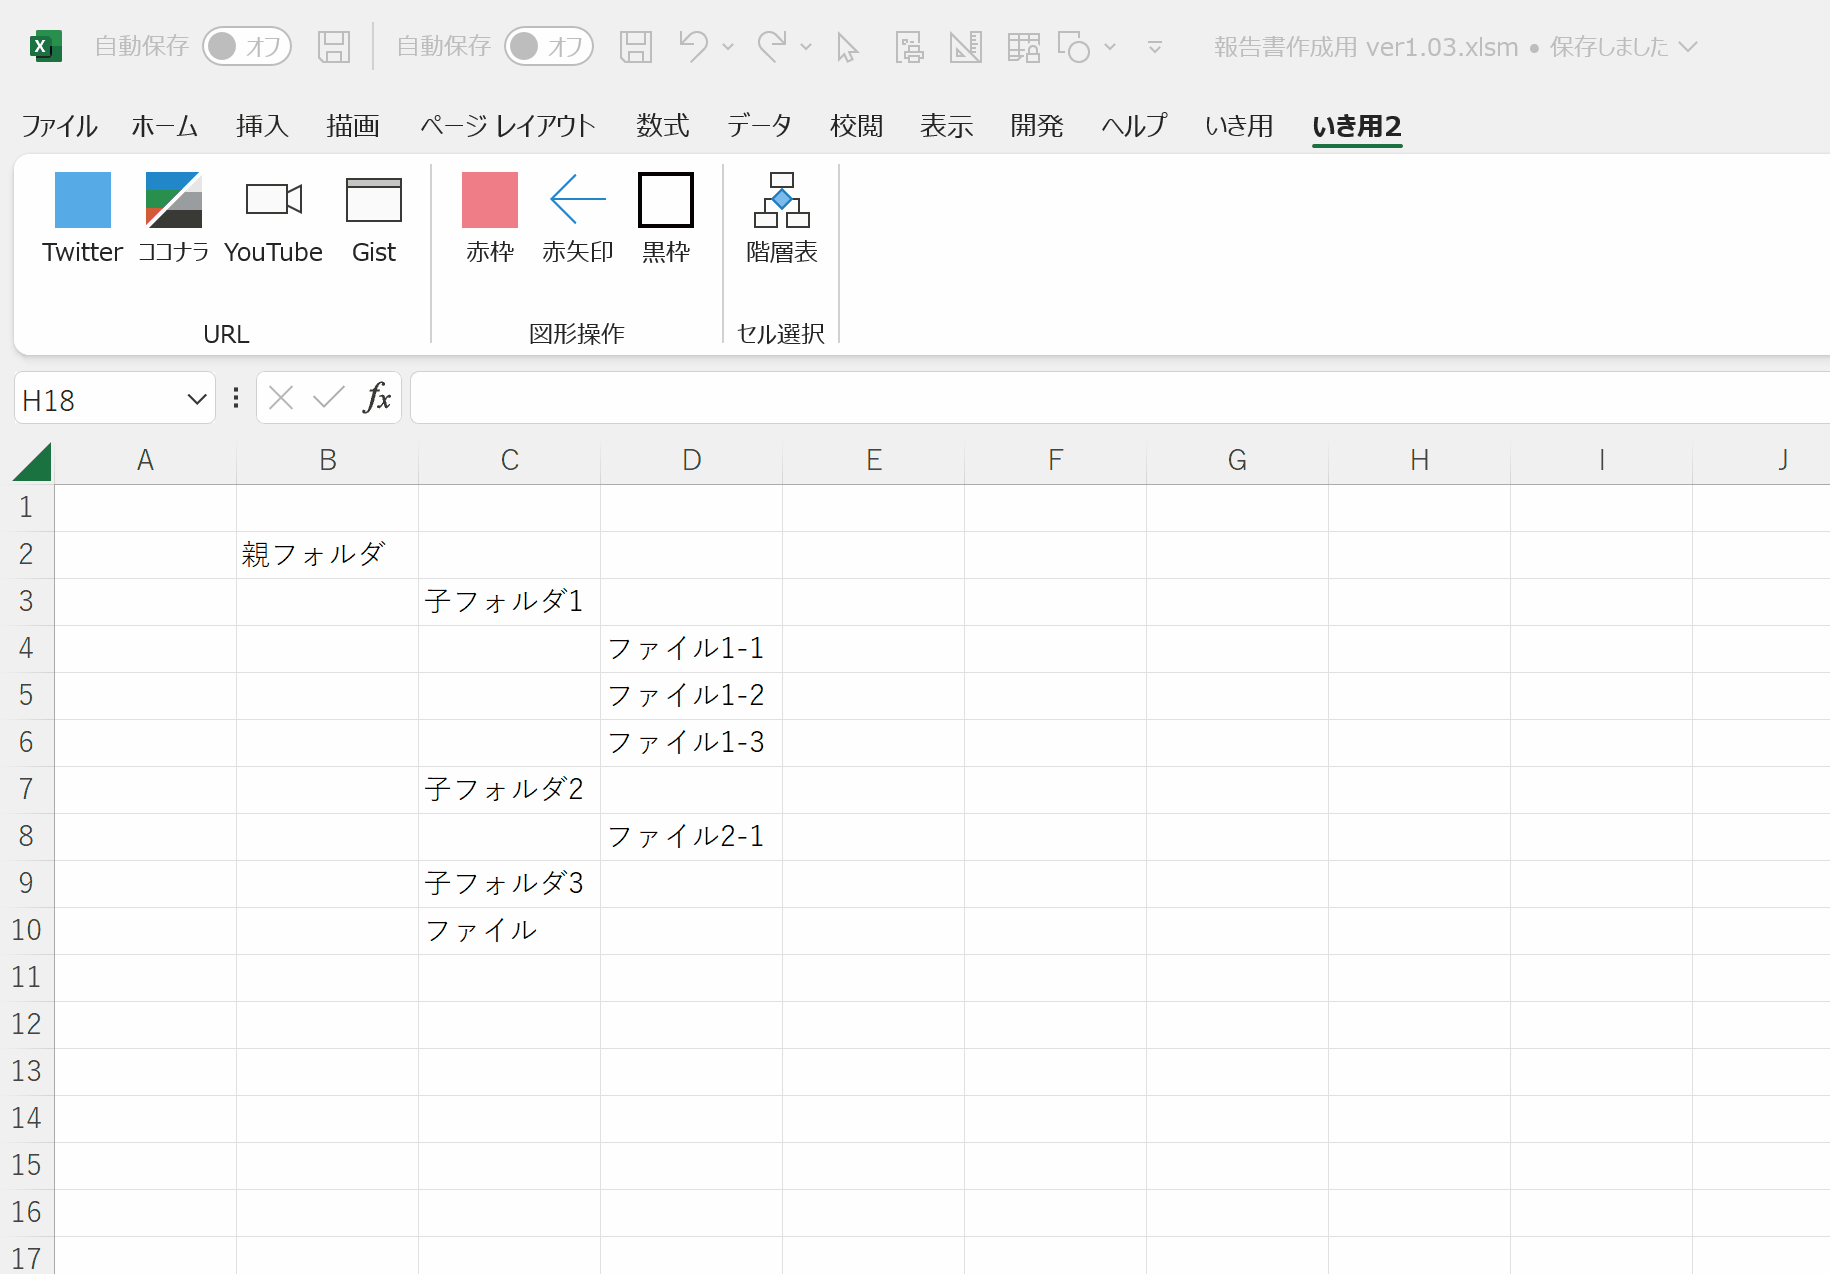 自動保存 オフ 自動保存 オフ 報告書作成用 ver1.03.xlsm • 保存しました
ファイル ホーム 挿入 描画 ページ レイアウト 数式 データ 校閲 表示 開発 ヘルプ いき用 いき用2
Twitter ココナラ YouTube Gist 赤枠 赤矢印 黒枠 階層表
URL 図形操作 セル選択
H18 fx
A B C D E F G H I J
1
2 親フォルダ
3 子フォルダ1
4 ファイル1-1
5 ファイル1-2
6 ファイル1-3
7 子フォルダ2
8 ファイル2-1
9 子フォルダ3
10 ファイル
11
12
13
14
15
16
17